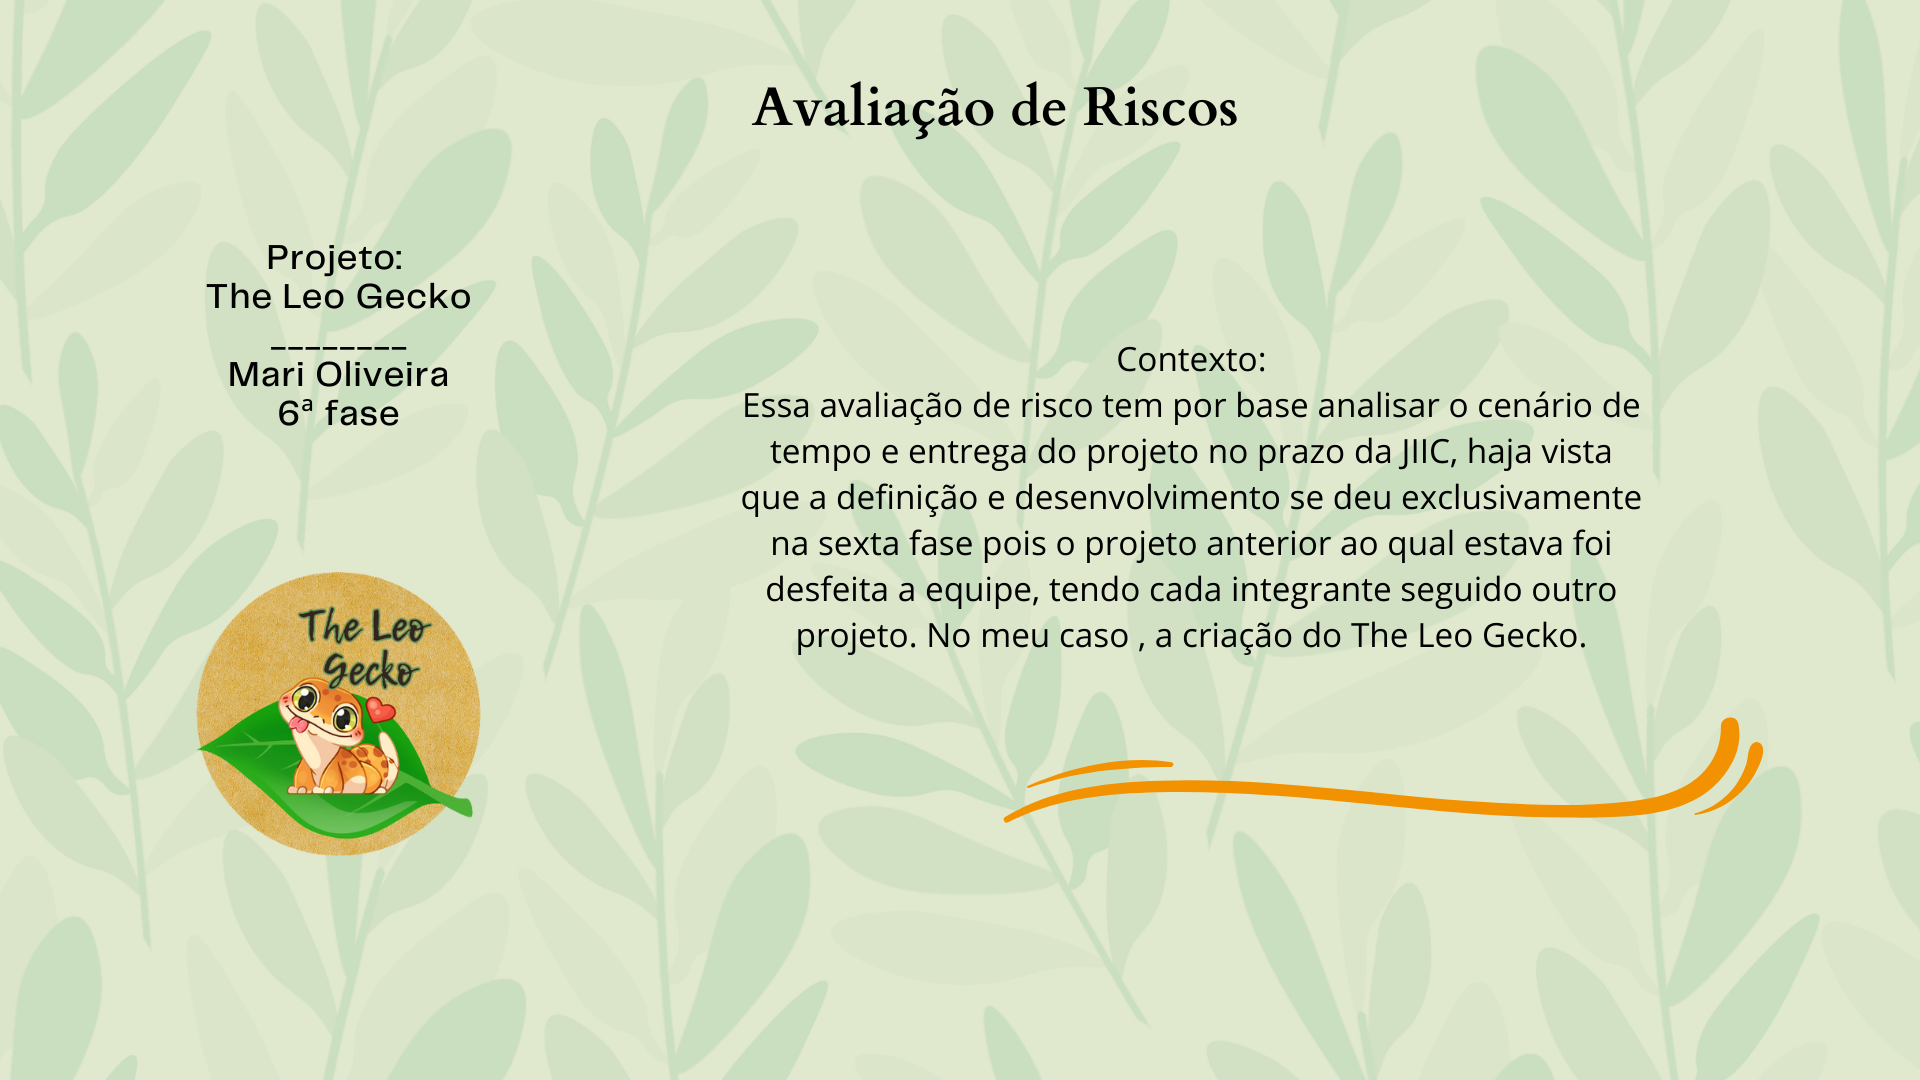 Avaliação de Riscos
Projeto:
The Leo Gecko
________
Mari Oliveira
6ª fase
The Leo
Gecko
Contexto:
Essa avaliação de risco tem por base analisar o cenário de
tempo e entrega do projeto no prazo da JIIC, haja vista
que a definição e desenvolvimento se deu exclusivamente
na sexta fase pois o projeto anterior ao qual estava foi
desfeita a equipe, tendo cada integrante seguido outro
projeto. No meu caso , a criação do The Leo Gecko.